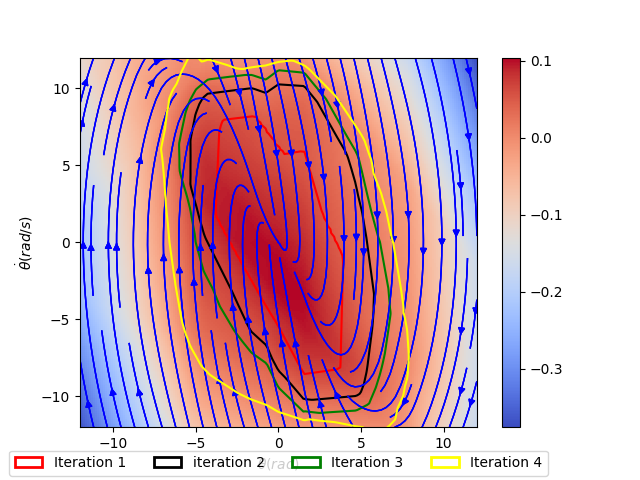 10
5
0
−5
−10
θ̇(rad/s)
−10
−5
0
5
10
θ(rad)
0.1
0.0
−0.1
−0.2
−0.3
Iteration 1
iteration 2
Iteration 3
Iteration 4